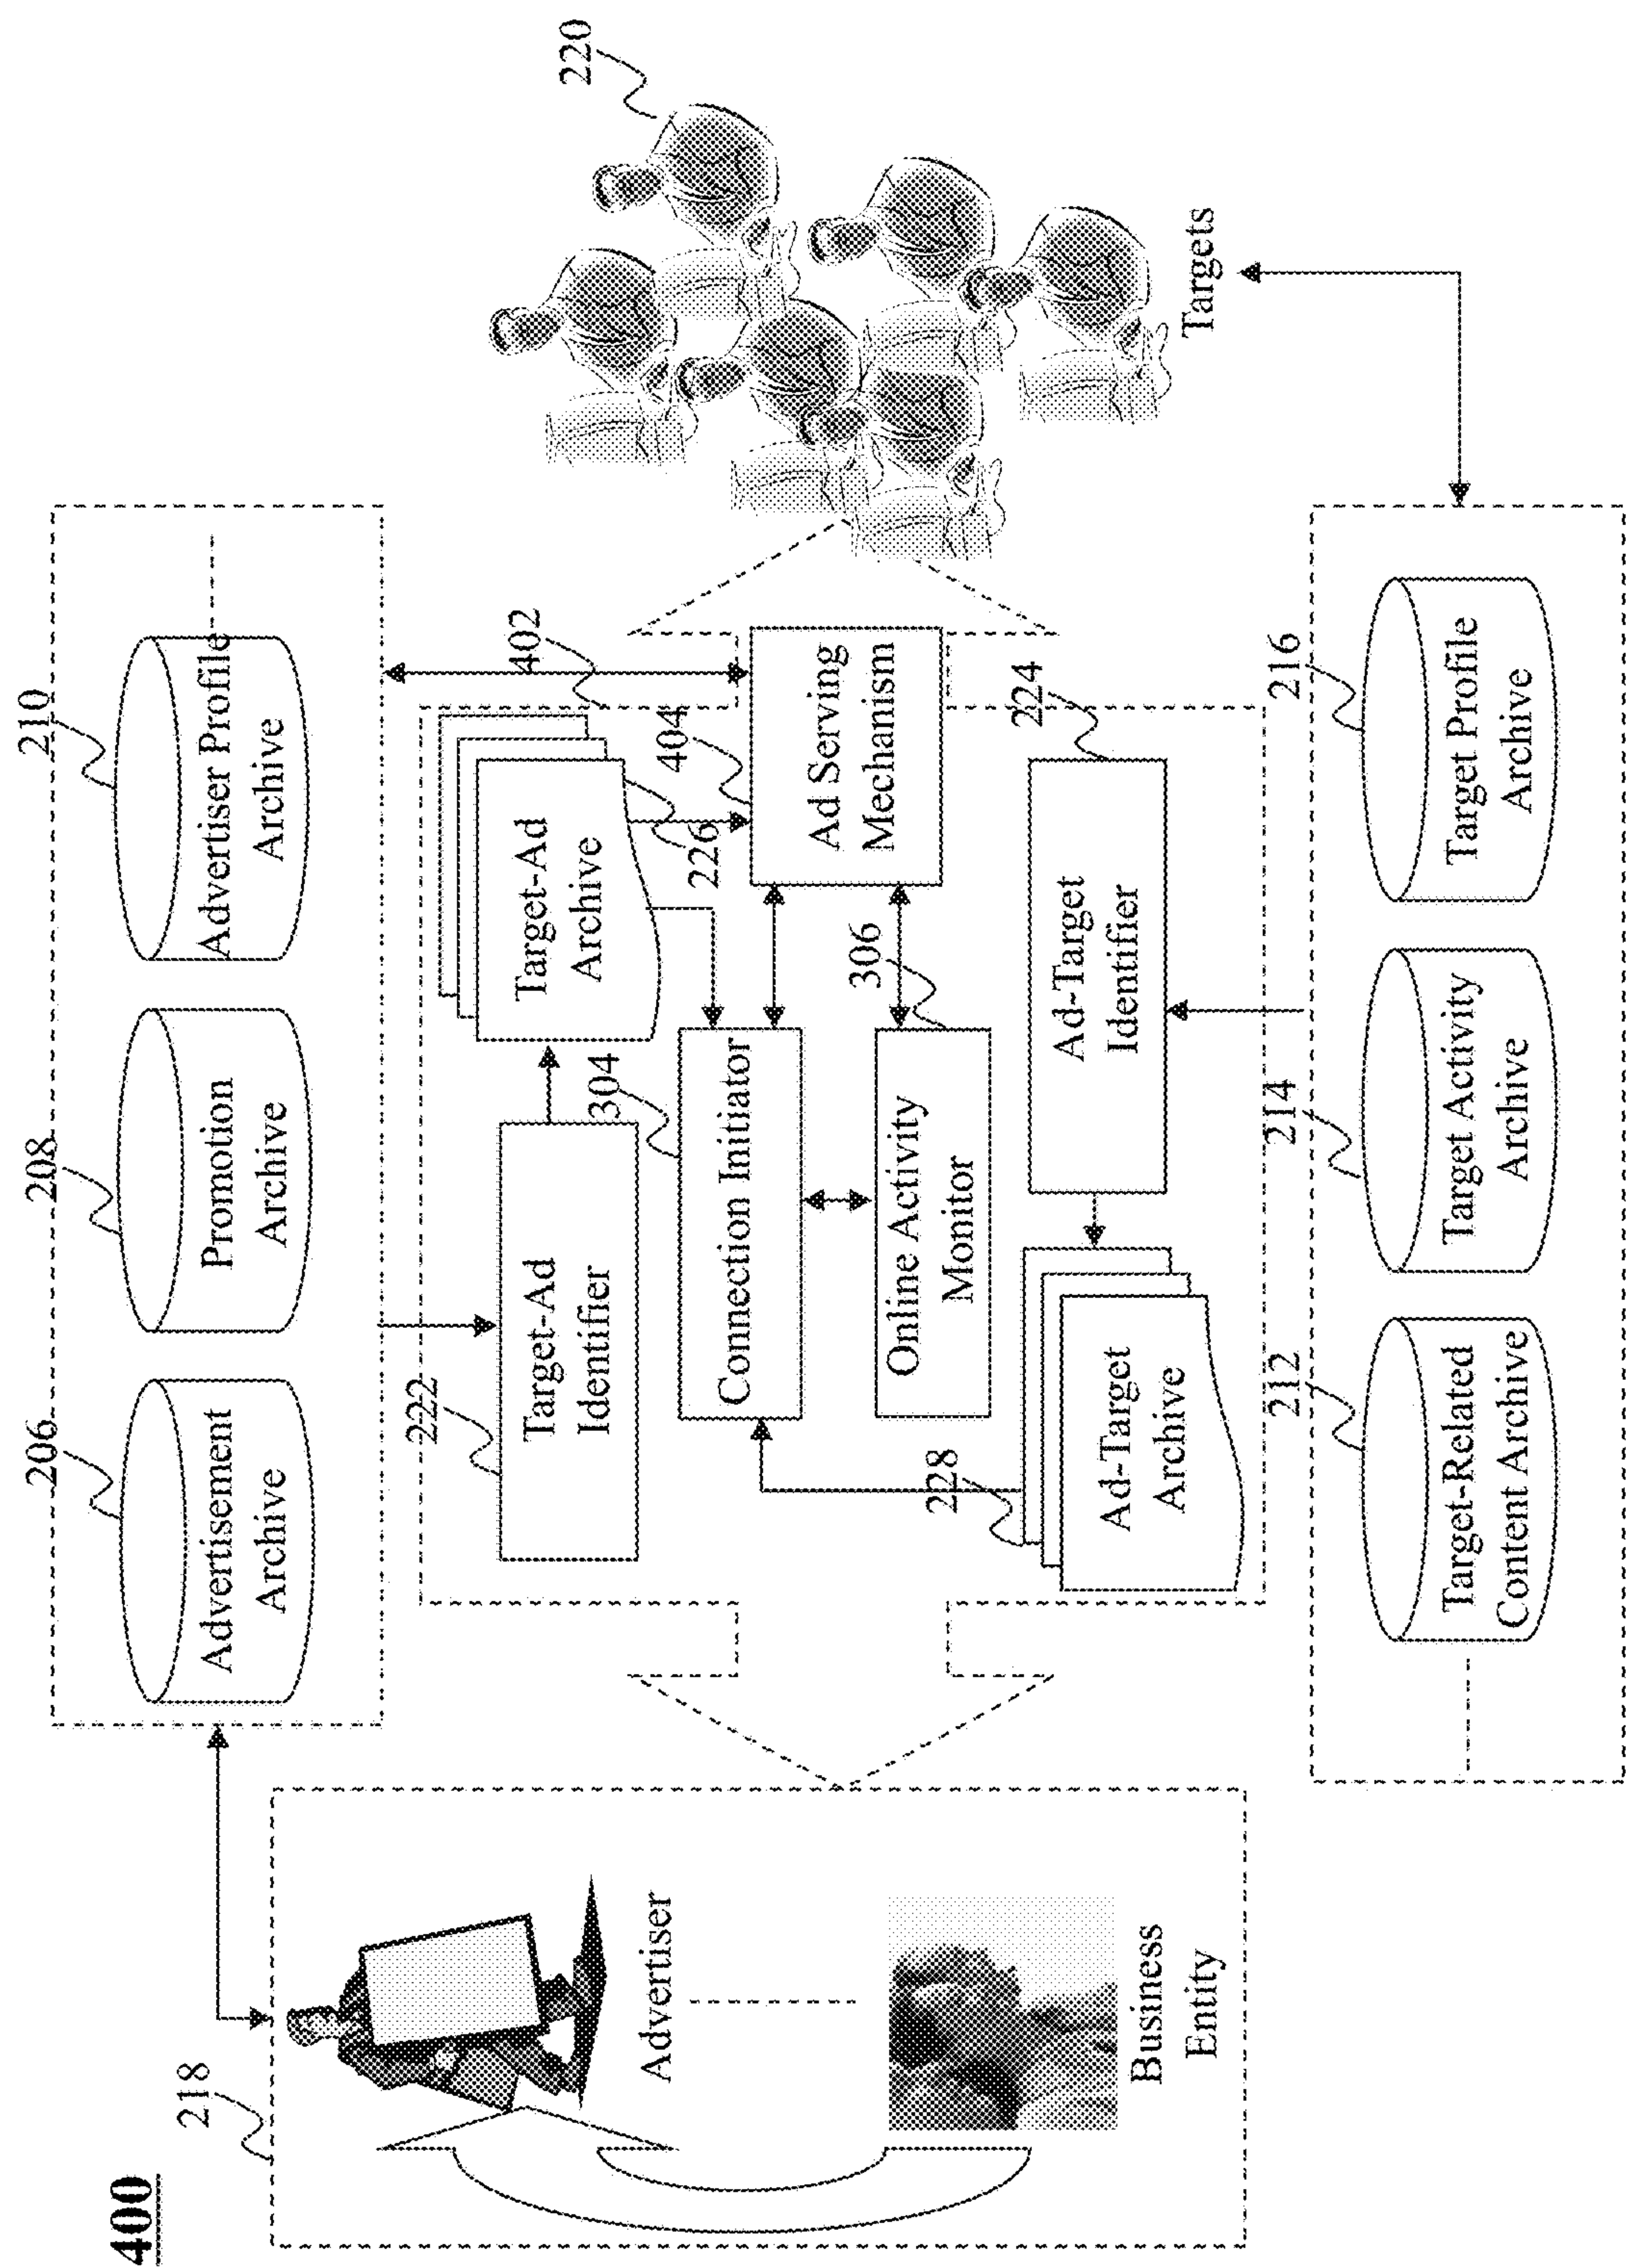 400
218
Advertiser
Business
Entity
206
Advertisement
Archive
208
Promotion
Archive
210
Advertiser Profile
Archive
222
Target-Ad
Identifier
Target-Ad
Archive
226
402
404
Ad Serving
Mechanism
304
Connection Initiator
306
Online Activity
Monitor
224
Ad-Target
Identifier
228
Ad-Target
Archive
212
Target-Related
Content Archive
214
Target Activity
Archive
216
Target Profile
Archive
220
Targets